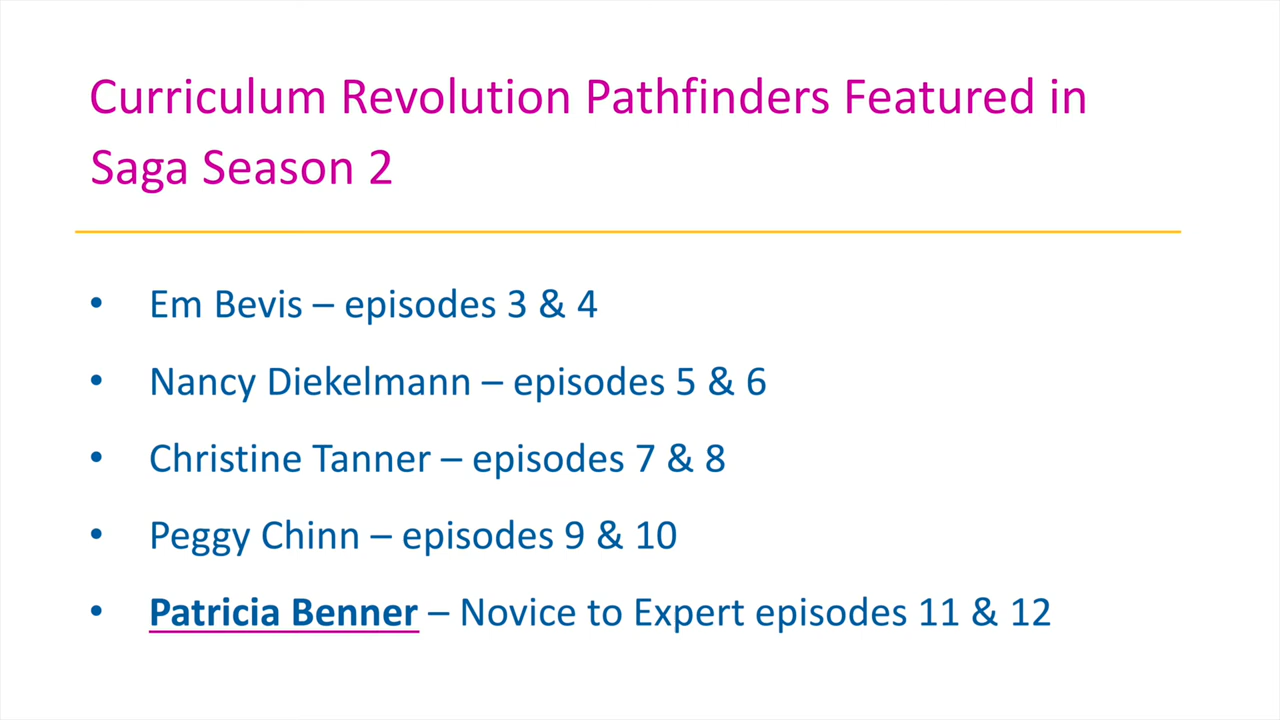 Curriculum Revolution Pathfinders Featured in
Saga Season 2
• Em Bevis – episodes 3 & 4
• Nancy Diekelmann – episodes 5 & 6
• Christine Tanner – episodes 7 & 8
• Peggy Chinn – episodes 9 & 10
• Patricia Benner – Novice to Expert episodes 11 & 12